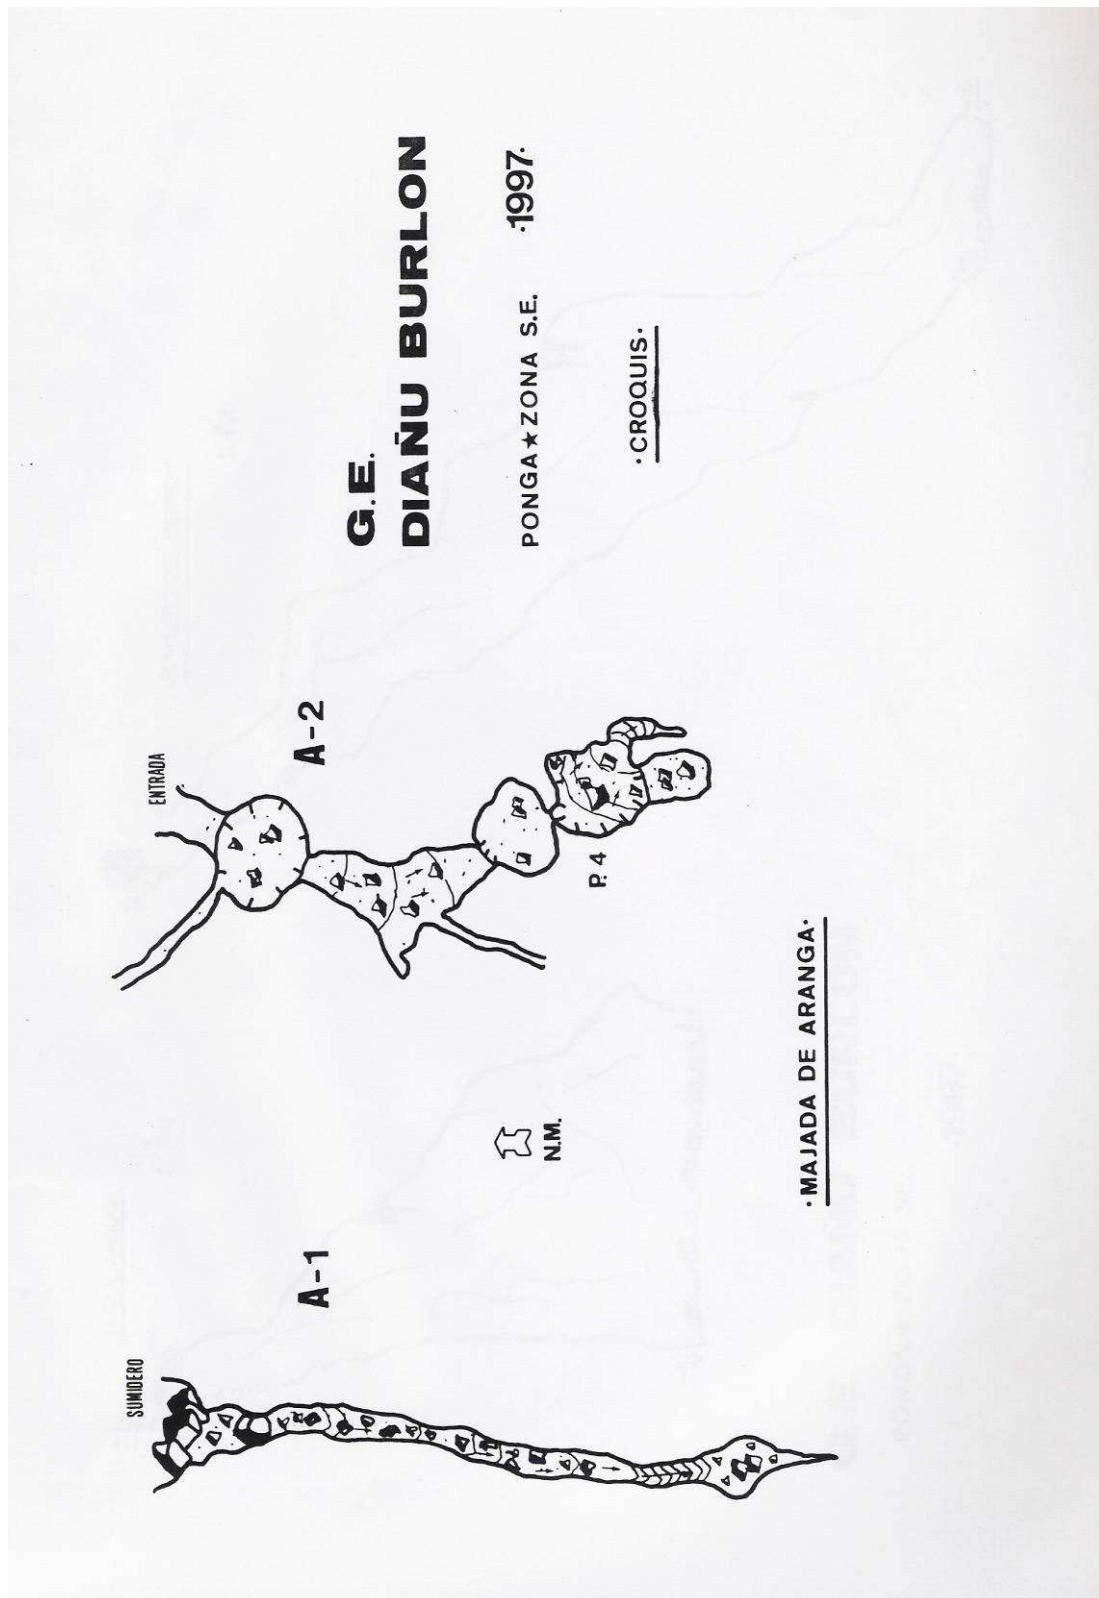 G.E.
DIAÑU BURLON
PONGA★ZONA S.E. ·1997·
·CROQUIS·
ENTRADA
A-2
P.4
SUMIDERO
A-1
N.M.
·MAJADA DE ARANGA·